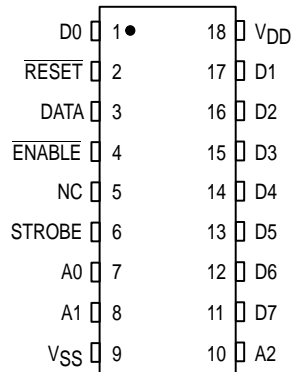 D0 1 18 VDD
RESET 2 17 D1
DATA 3 16 D2
ENABLE 4 15 D3
NC 5 14 D4
STROBE 6 13 D5
A0 7 12 D6
A1 8 11 D7
VSS 9 10 A2